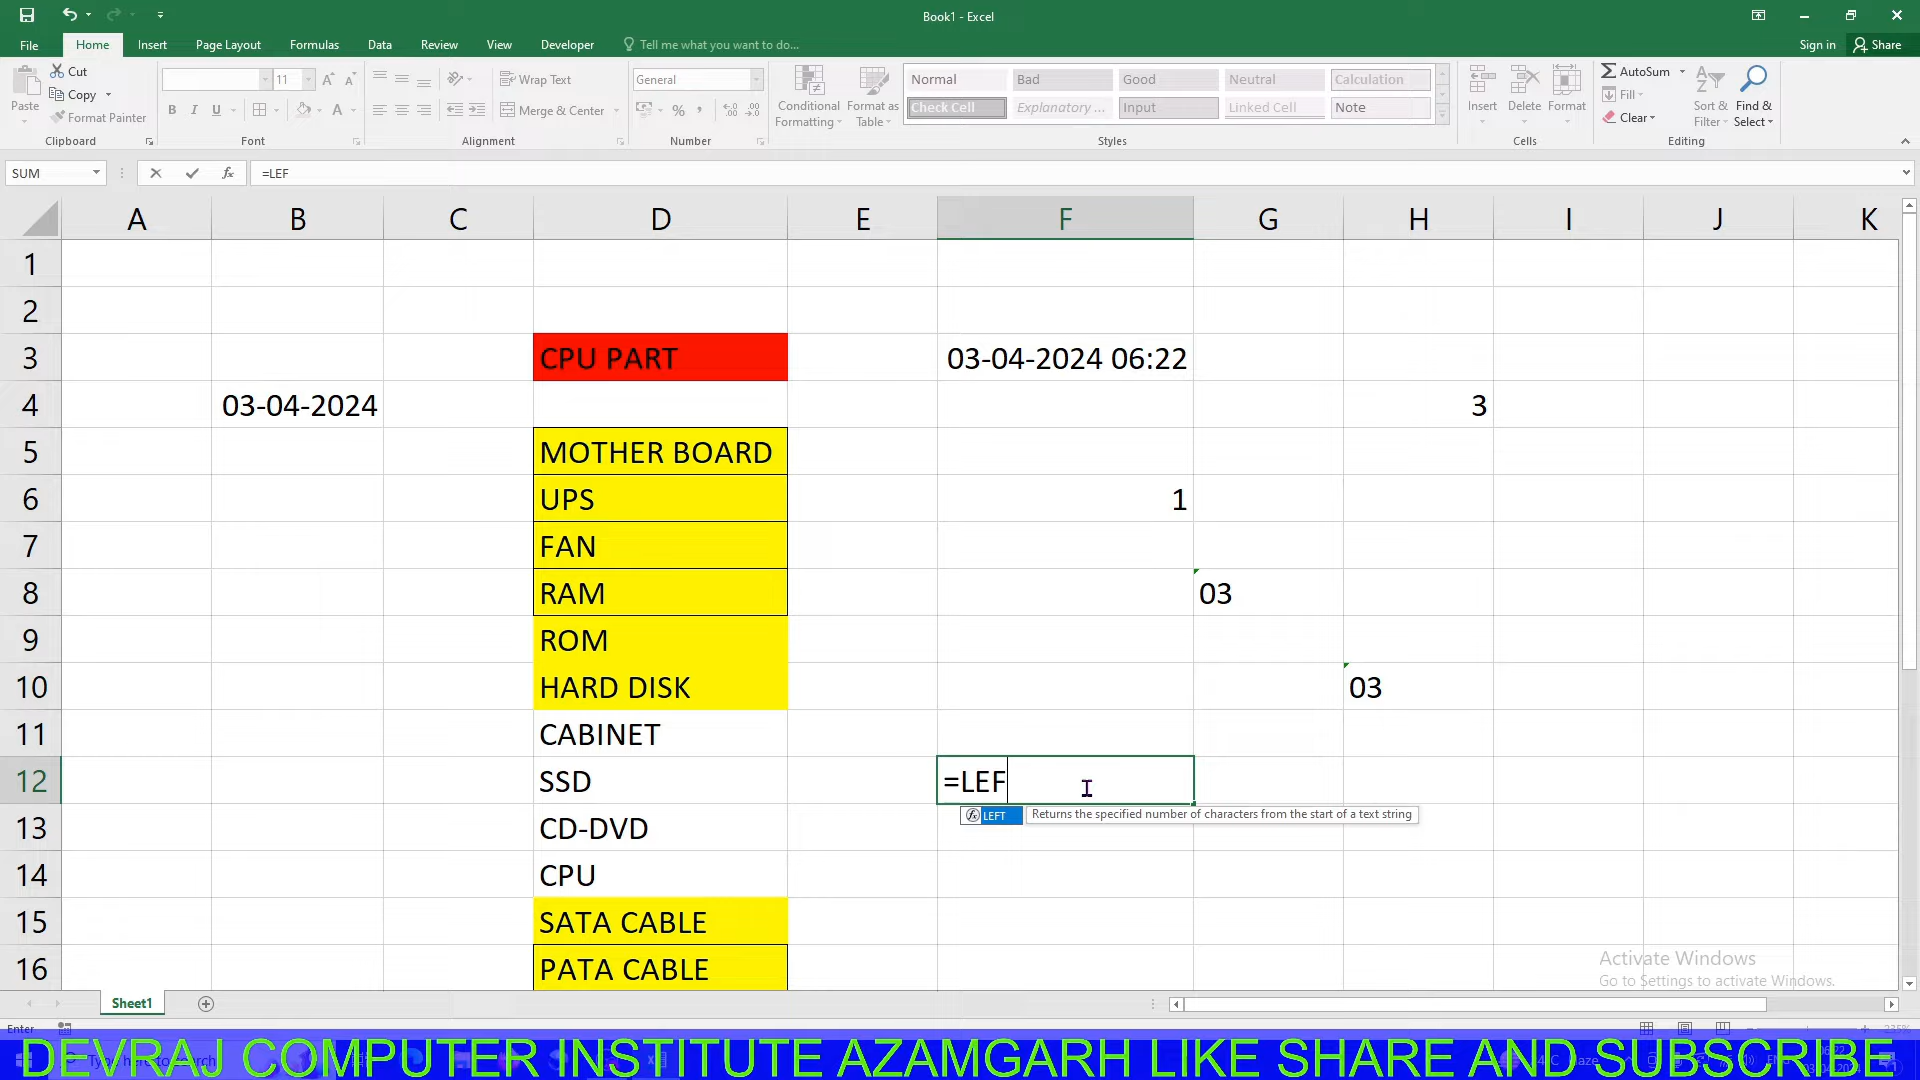 Book1 - Excel
File Home Insert Page Layout Formulas Data Review View Developer Tell me what you want to do... Sign in Share
Cut
Copy
Format Painter
Paste
Clipboard
11
B I U
A
Font
Wrap Text
Merge & Center
Alignment
General
%
Number
Conditional Formatting
Format as Table
Normal Bad Good Neutral Calculation
Check Cell Explanatory ... Input Linked Cell Note
Styles
Insert Delete Format
Cells
AutoSum
Fill
Clear
Sort & Filter
Find & Select
Editing
SUM fx =LEF
A B C D E F G H I J K
1
2
3 CPU PART 03-04-2024 06:22
4 03-04-2024 3
5 MOTHER BOARD
6 UPS 1
7 FAN
8 RAM 03
9 ROM
10 HARD DISK 03
11 CABINET
12 SSD =LEF
fx LEFT Returns the specified number of characters from the start of a text string
13 CD-DVD
14 CPU
15 SATA CABLE
16 PATA CABLE
Activate Windows
Go to Settings to activate Windows.
Sheet1
Enter
DEVRAJ COMPUTER INSTITUTE AZAMGARH LIKE SHARE AND SUBSCRIBE